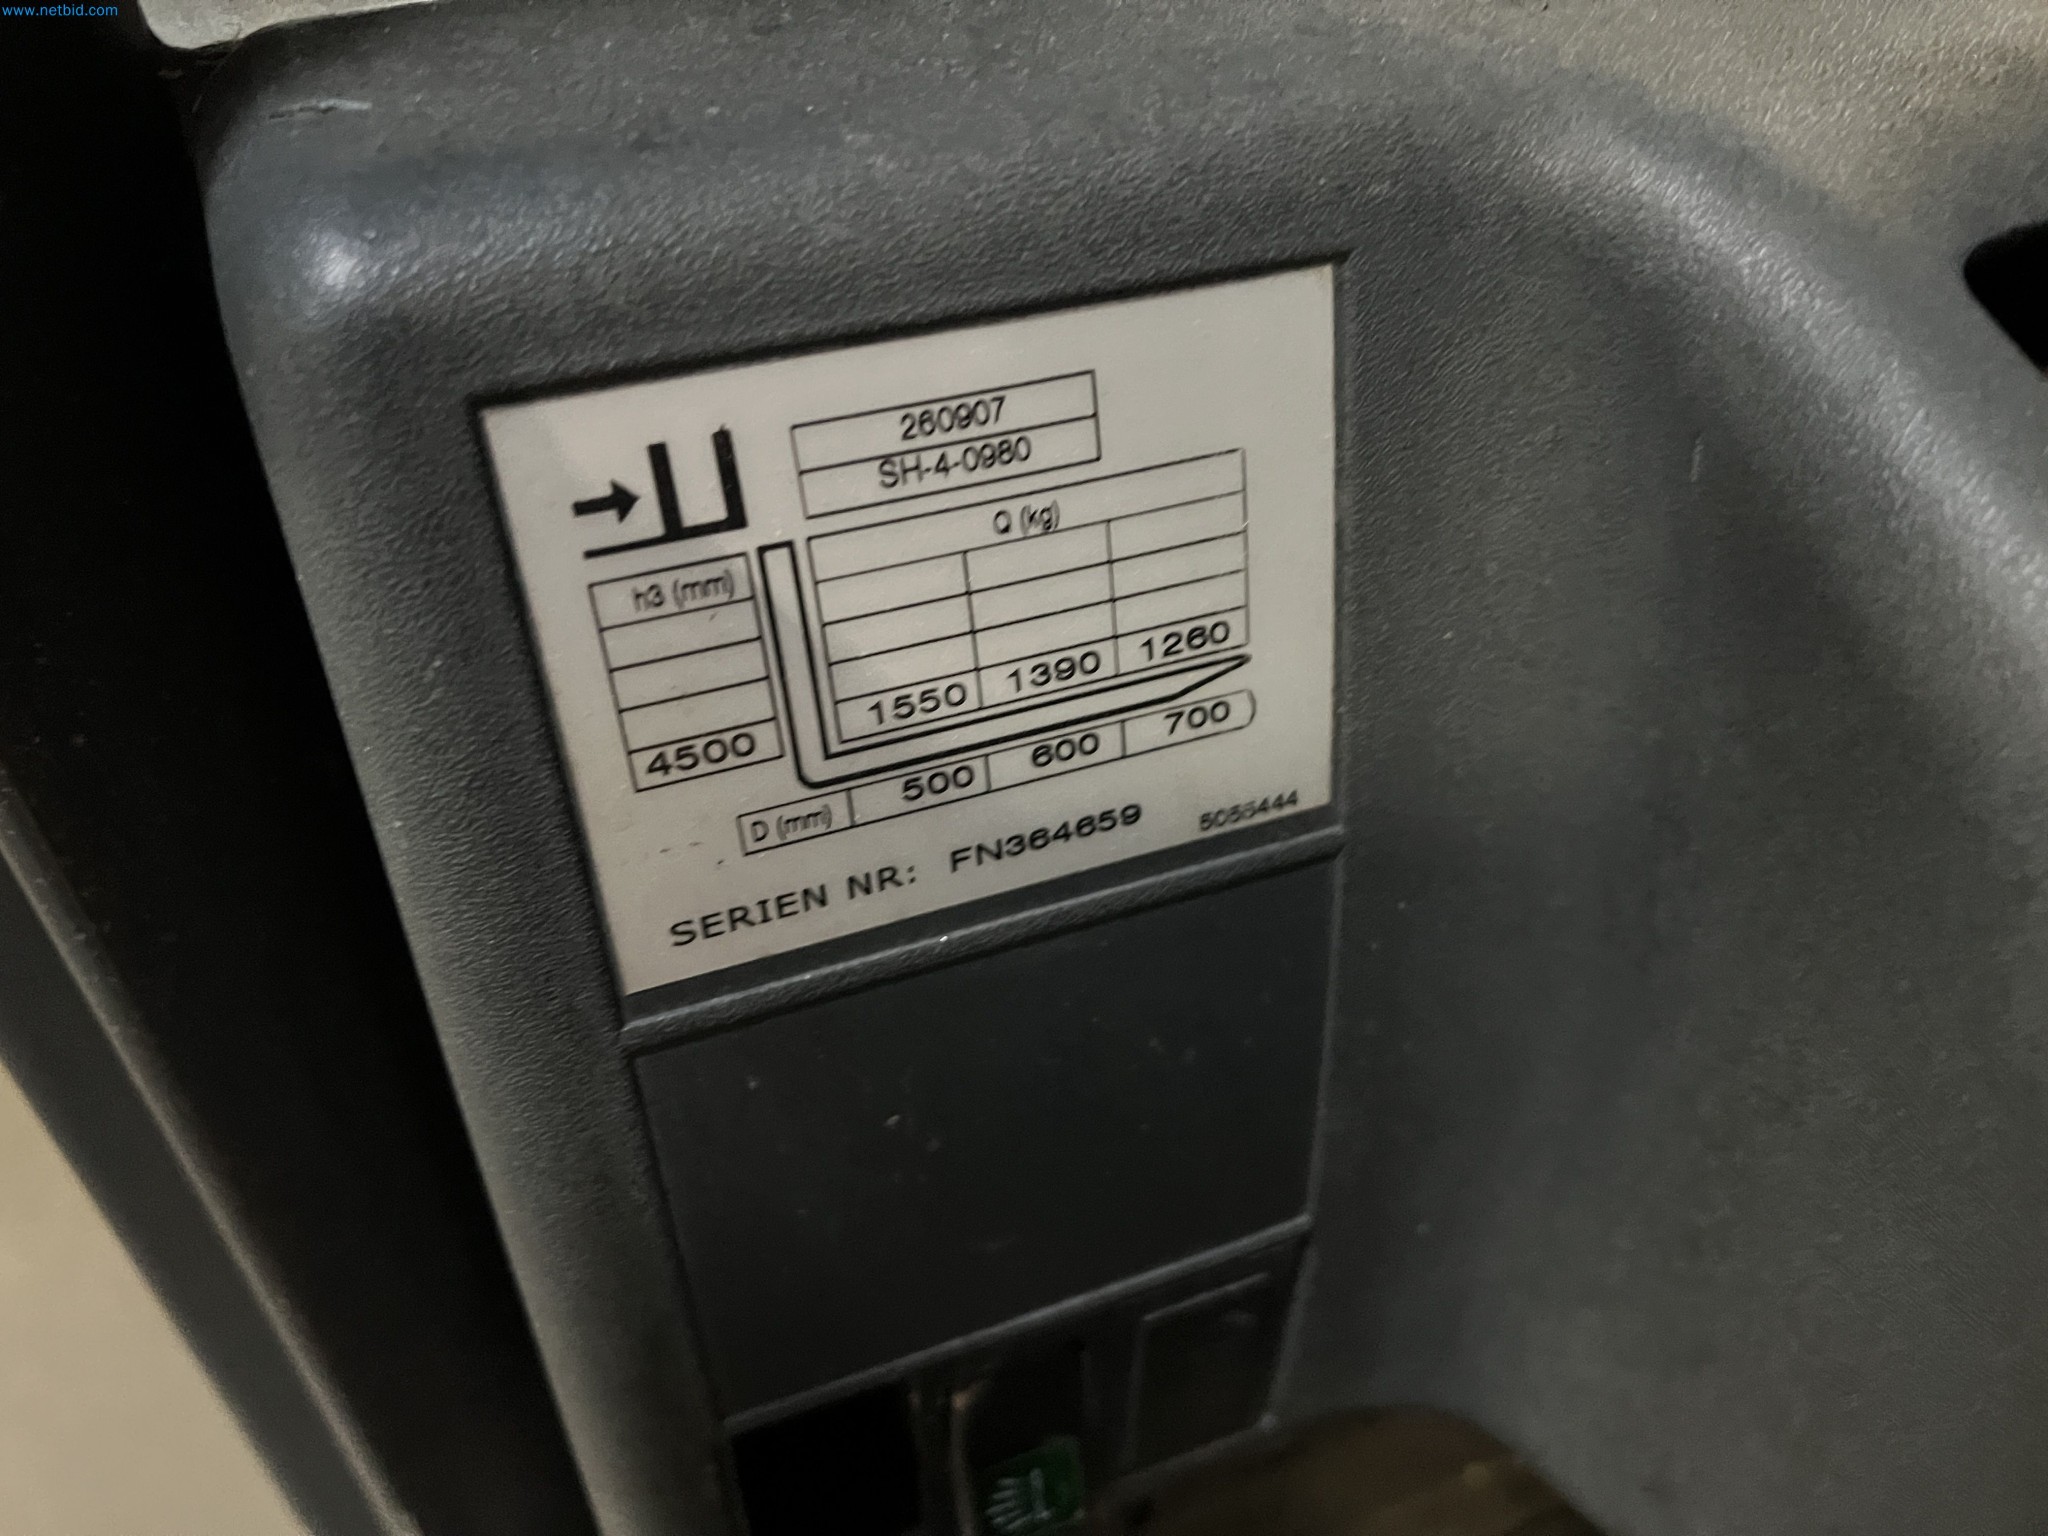 www.netbid.com
260907
SH-4-0980
Q (kg)
h3 (mm)
1550 1390 1260
4500
D (mm) 500 600 700
SERIEN NR: FN364659